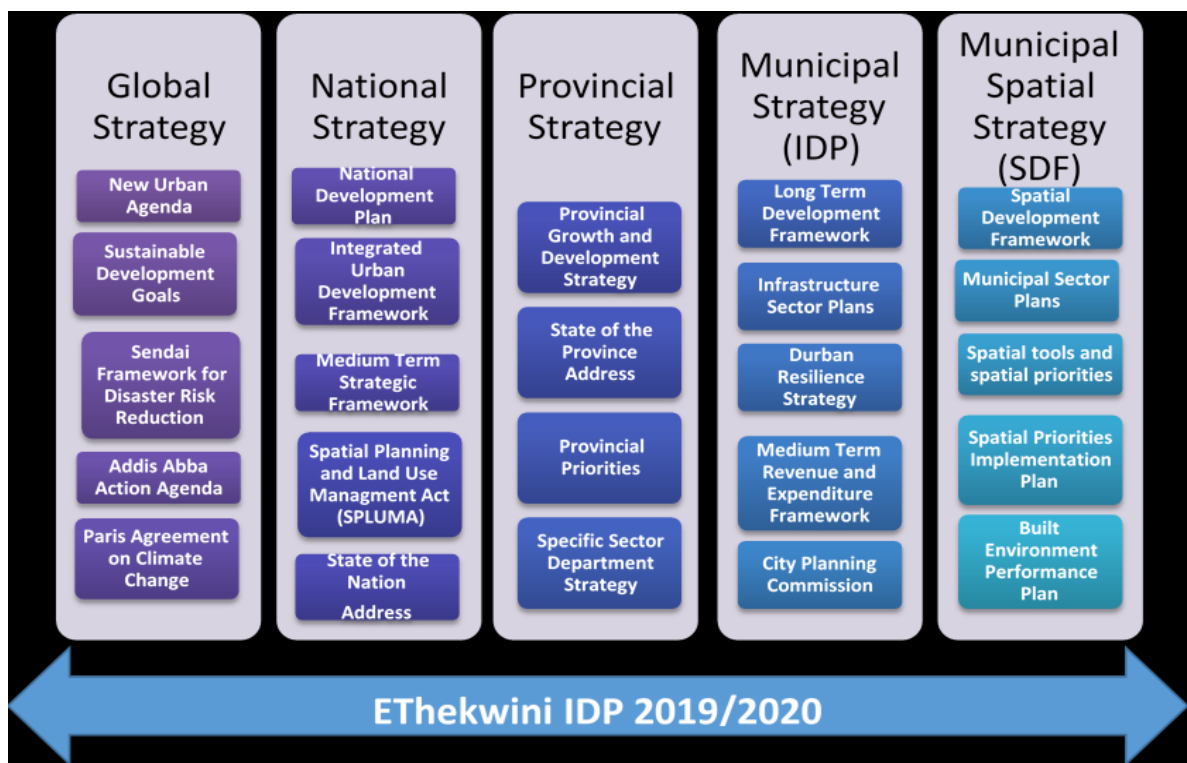 Global
Strategy
New Urban
Agenda
Sustainable
Development
Goals
Sendai
Framework for
Disaster Risk
Reduction
Addis Abba
Action Agenda
Paris Agreement
on Climate
Change
National
Strategy
National
Development
Plan
Integrated
Urban
Development
Framework
Medium Term
Strategic
Framework
Spatial Planning
and Land Use
Managment Act
(SPLUMA)
State of the
Nation
Address
Provincial
Strategy
Provincial
Growth and
Development
Strategy
State of the
Province
Address
Provincial
Priorities
Specific Sector
Department
Strategy
Municipal
Strategy
(IDP)
Long Term
Development
Framework
Infrastructure
Sector Plans
Durban
Resilience
Strategy
Medium Term
Revenue and
Expenditure
Framework
City Planning
Commission
Municipal
Spatial
Strategy
(SDF)
Spatial
Development
Framework
Municipal Sector
Plans
Spatial tools and
spatial priorities
Spatial Priorities
Implementation
Plan
Built
Environment
Performance
Plan
EThekwini IDP 2019/2020